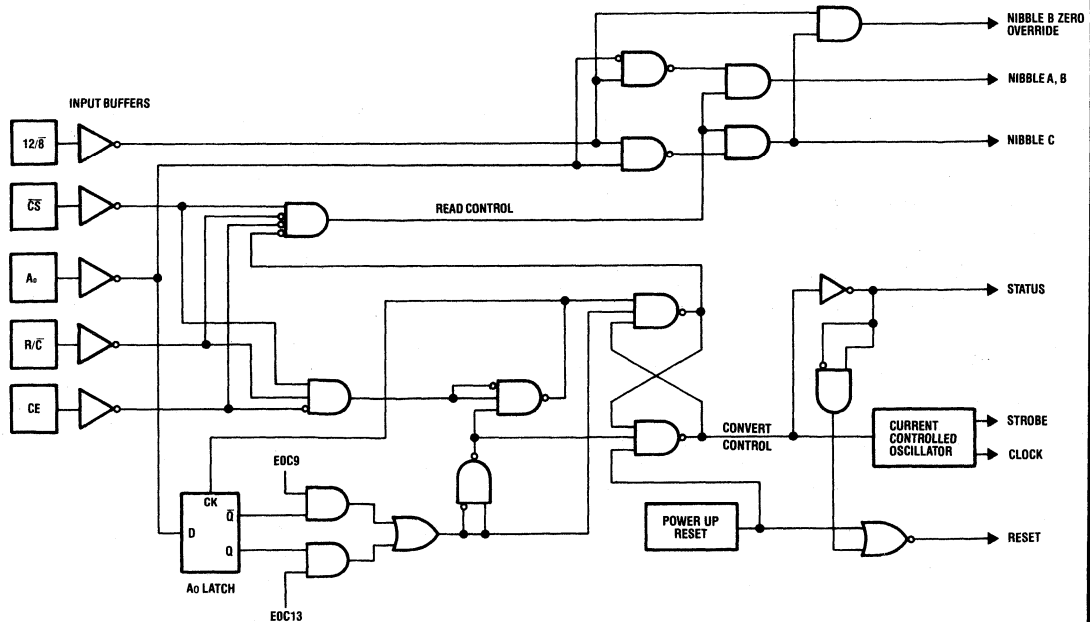 NIBBLE B ZERO
OVERRIDE
NIBBLE A, B
INPUT BUFFERS
12/8̅
NIBBLE C
C̅S̅
READ CONTROL
A₀
STATUS
R/C̅
CE
CONVERT
CONTROL
CURRENT
CONTROLLED
OSCILLATOR
STROBE
CLOCK
EOC9
CK
Q̅
D
Q
POWER UP
RESET
RESET
A₀ LATCH
EOC13